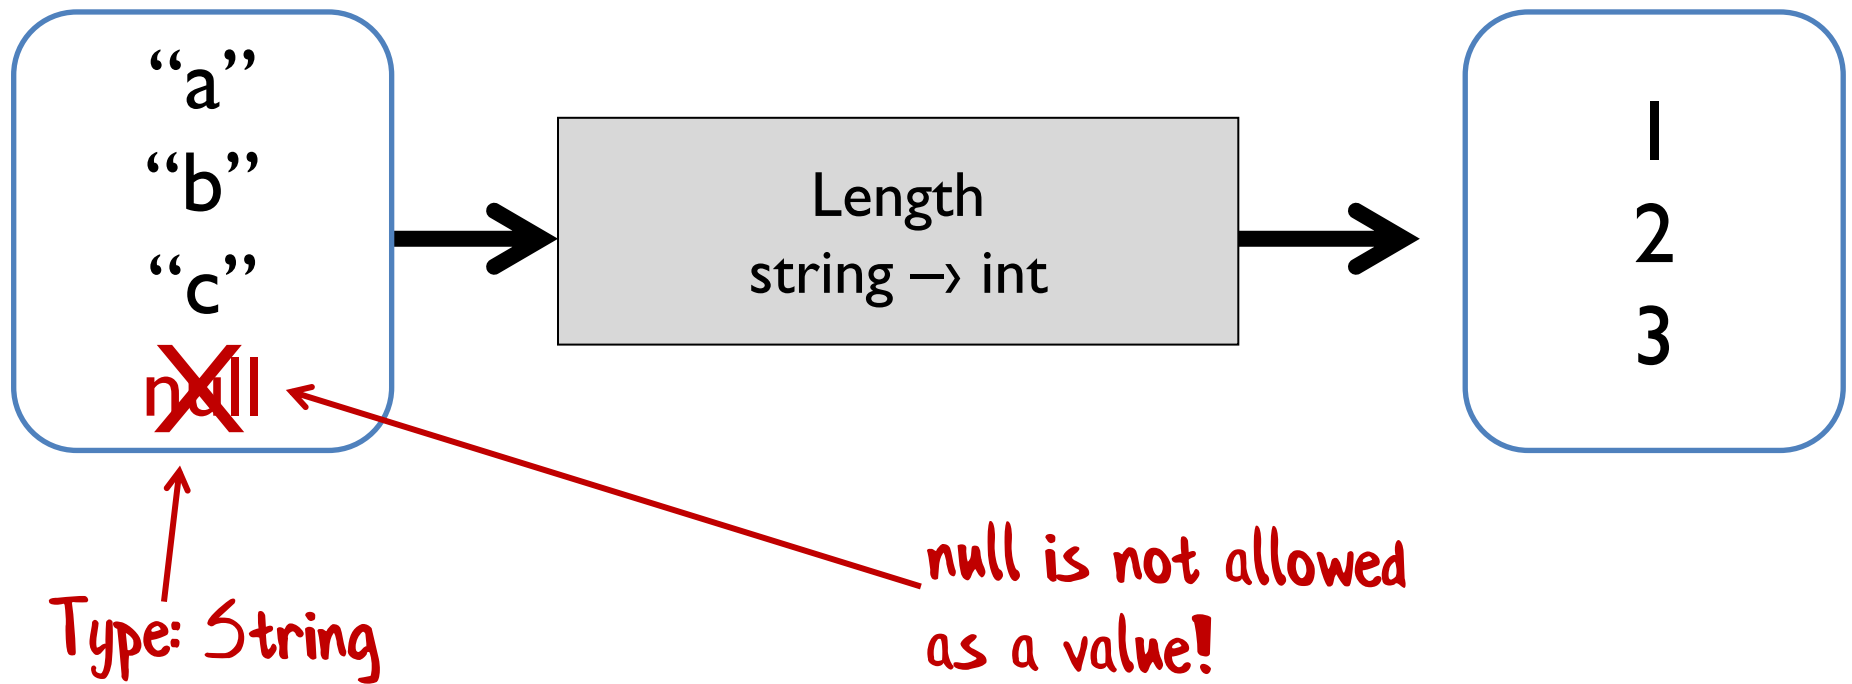 “a”
“b”
“c”
null
Length
string –> int
1
2
3
Type: String
null is not allowed
as a value!